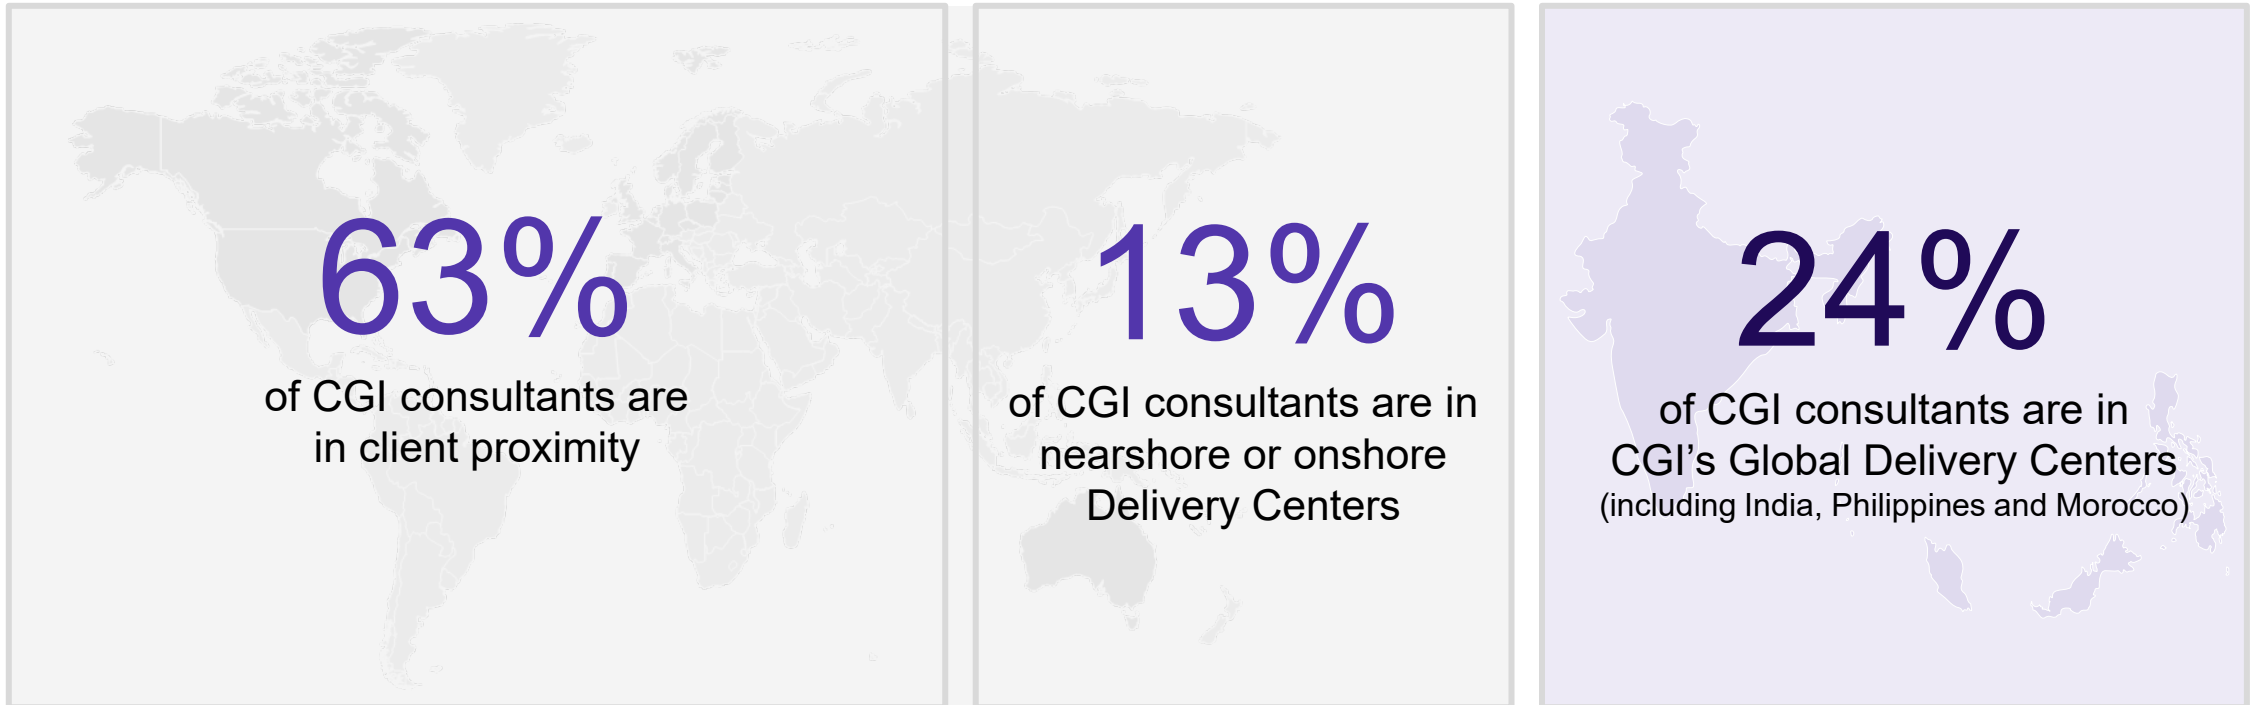 63%
of CGI consultants are
in client proximity
13%
of CGI consultants are in
nearshore or onshore
Delivery Centers
24%
of CGI consultants are in
CGI’s Global Delivery Centers
(including India, Philippines and Morocco)